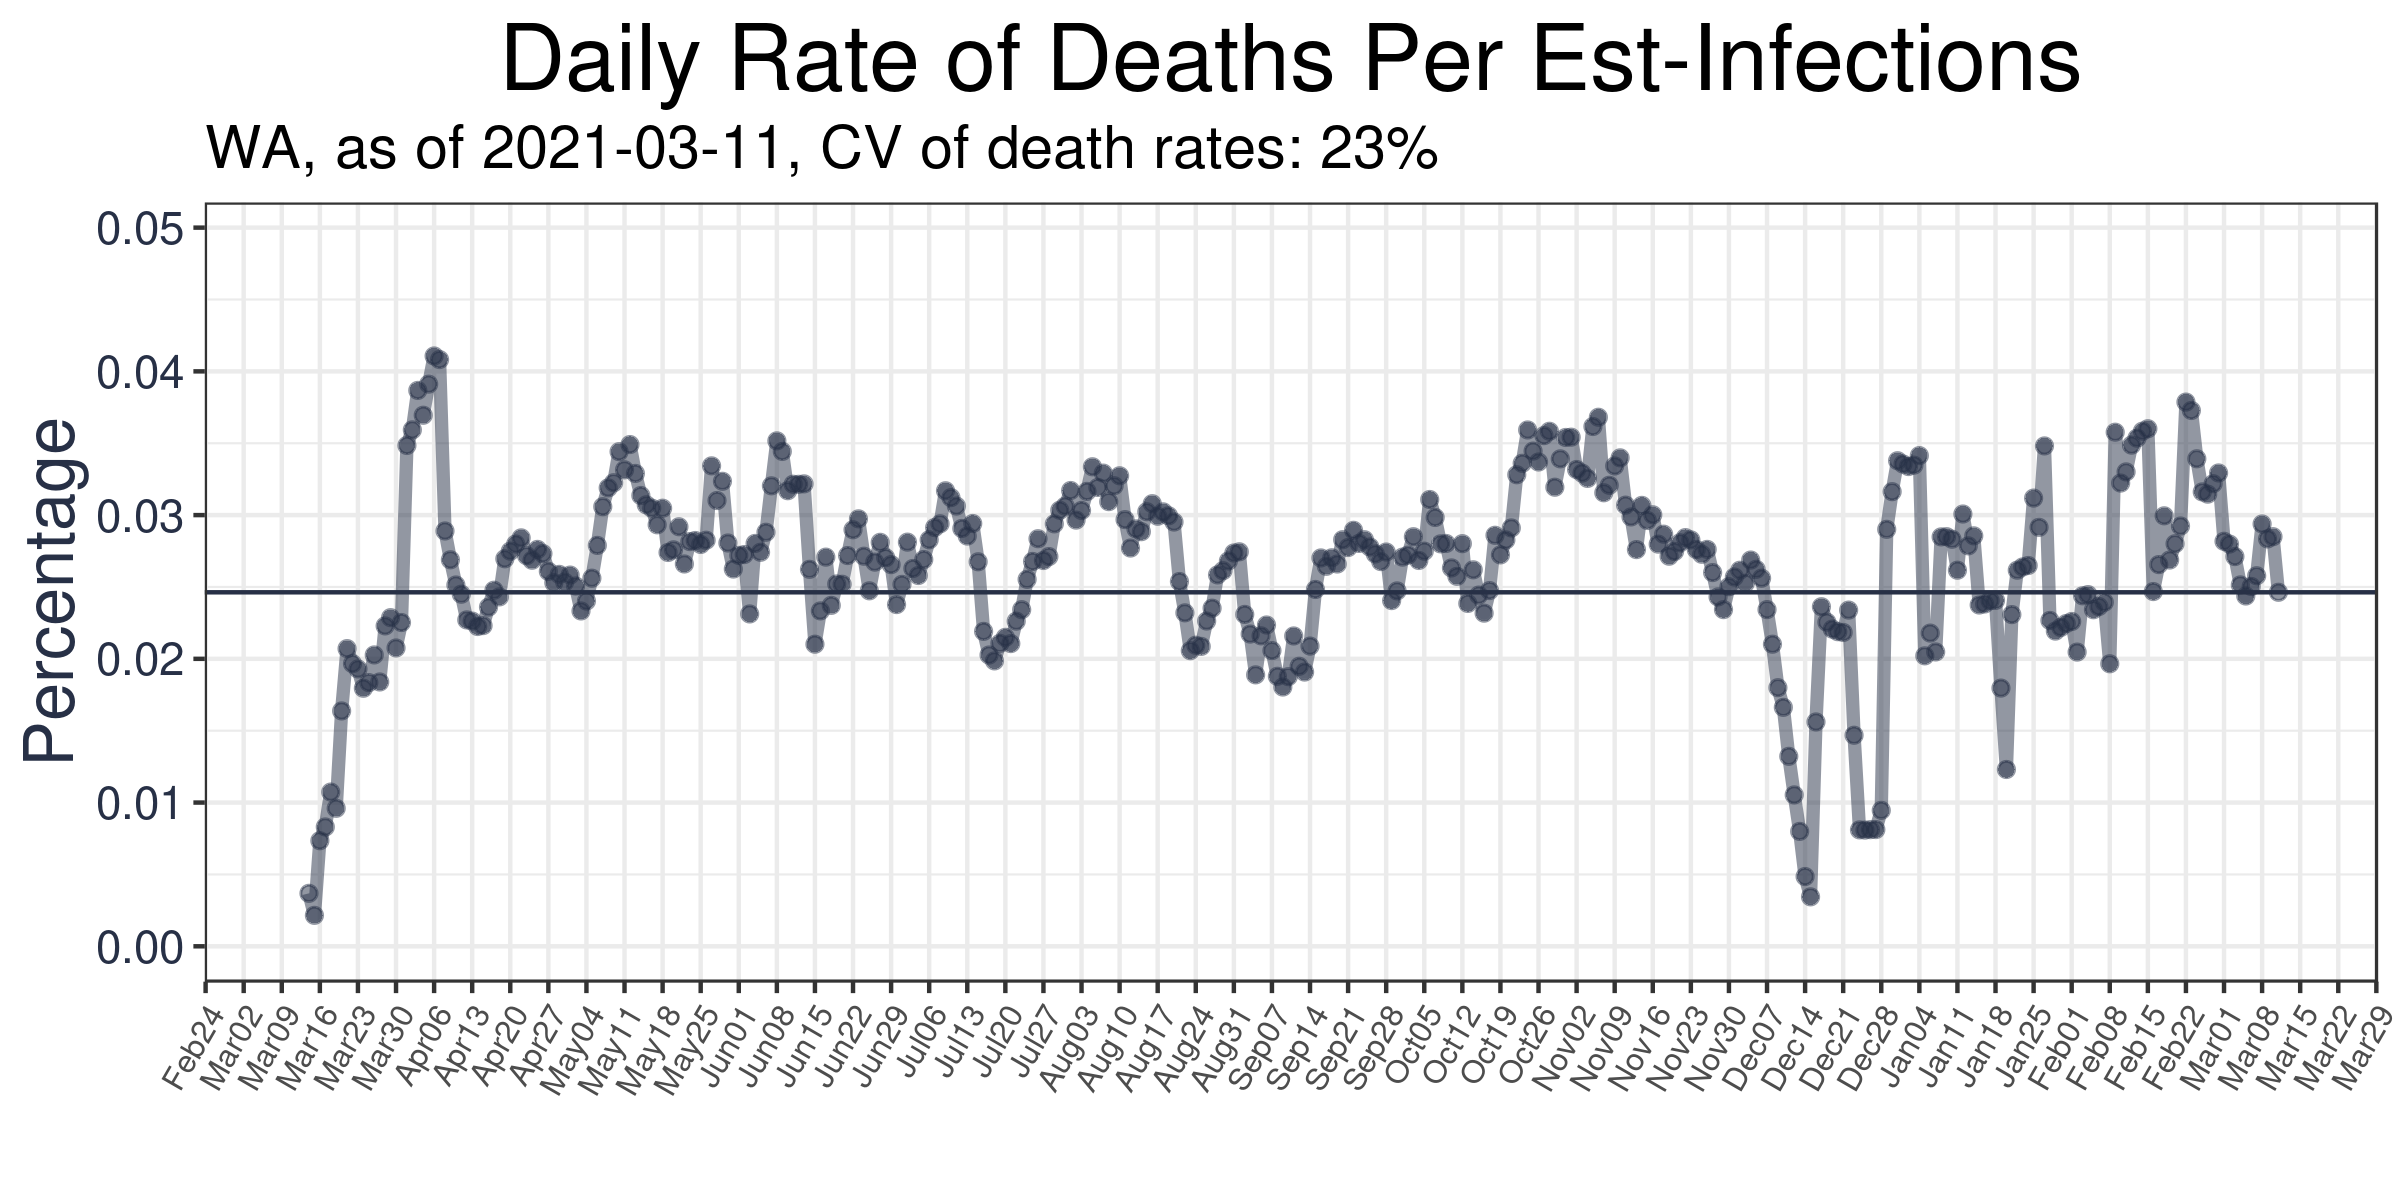 Daily Rate of Deaths Per Est-Infections
WA, as of 2021-03-11, CV of death rates: 23%
Percentage
0.05
0.04
0.03
0.02
0.01
0.00
Feb24
Mar02
Mar09
Mar16
Mar23
Mar30
Apr06
Apr13
Apr20
Apr27
May04
May11
May18
May25
Jun01
Jun08
Jun15
Jun22
Jun29
Jul06
Jul13
Jul20
Jul27
Aug03
Aug10
Aug17
Aug24
Aug31
Sep07
Sep14
Sep21
Sep28
Oct05
Oct12
Oct19
Oct26
Nov02
Nov09
Nov16
Nov23
Nov30
Dec07
Dec14
Dec21
Dec28
Jan04
Jan11
Jan18
Jan25
Feb01
Feb08
Feb15
Feb22
Mar01
Mar08
Mar15
Mar22
Mar29